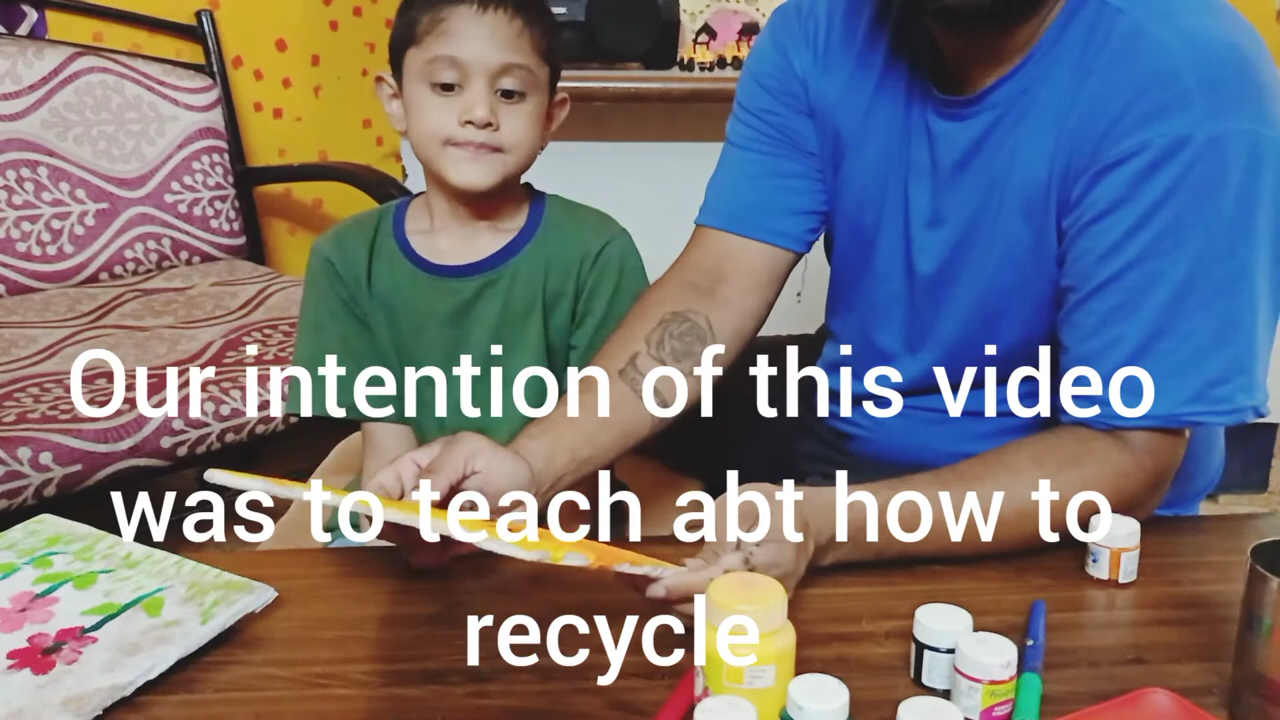 Our intention of this video
was to teach abt how to
recycle